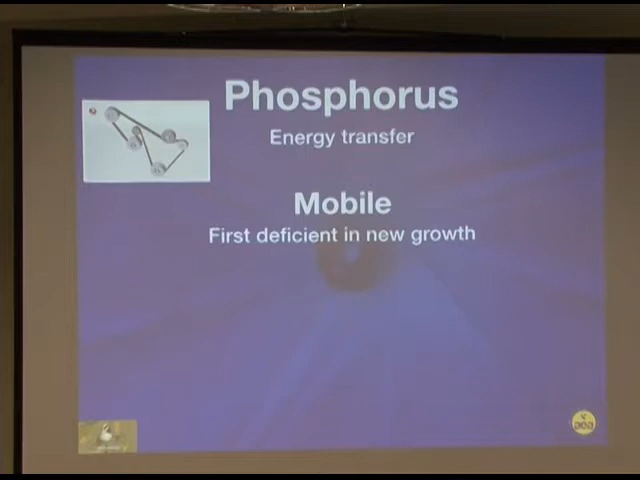 Phosphorus
Energy transfer
Mobile
First deficient in new growth